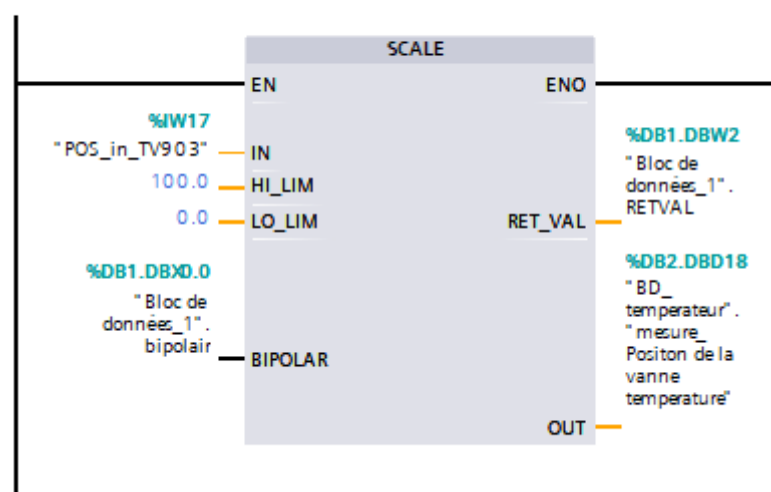 SCALE
EN
ENO
%IW17
"POS_in_TV903"
IN
100.0
HI_LIM
0.0
LO_LIM
RET_VAL
%DB1.DBW2
"Bloc de
données_1".
RETVAL
%DB1.DBX0.0
"Bloc de
données_1".
bipolair
BIPOLAR
%DB2.DBD18
"BD_
temperateur".
"mesure_
Positon de la
vanne
temperature"
OUT